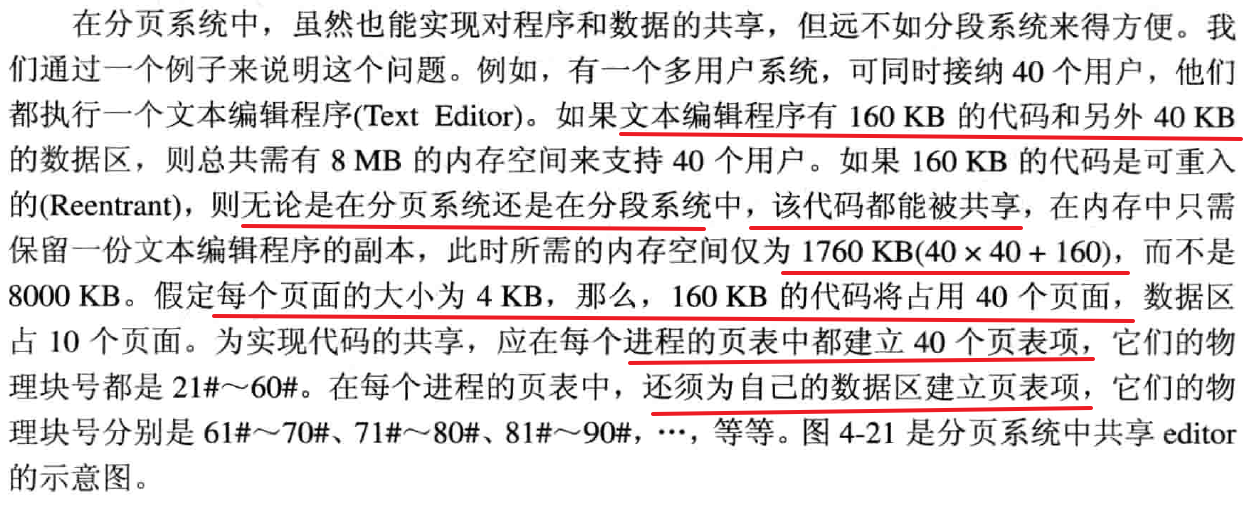 在分页系统中，虽然也能实现对程序和数据的共享，但远不如分段系统来得方便。我
们通过一个例子来说明这个问题。例如，有一个多用户系统，可同时接纳 40 个用户，他们
都执行一个文本编辑程序(Text Editor)。如果文本编辑程序有 160 KB 的代码和另外 40 KB
的数据区，则总共需有 8 MB 的内存空间来支持 40 个用户。如果 160 KB 的代码是可重入
的(Reentrant)，则无论是在分页系统还是在分段系统中，该代码都能被共享，在内存中只需
保留一份文本编辑程序的副本，此时所需的内存空间仅为 1760 KB(40 × 40 + 160)，而不是
8000 KB。假定每个页面的大小为 4 KB，那么，160 KB 的代码将占用 40 个页面，数据区
占 10 个页面。为实现代码的共享，应在每个进程的页表中都建立 40 个页表项，它们的物
理块号都是 21#～60#。在每个进程的页表中，还须为自己的数据区建立页表项，它们的物
理块号分别是 61#～70#、71#～80#、81#～90#，…，等等。图 4-21 是分页系统中共享 editor
的示意图。